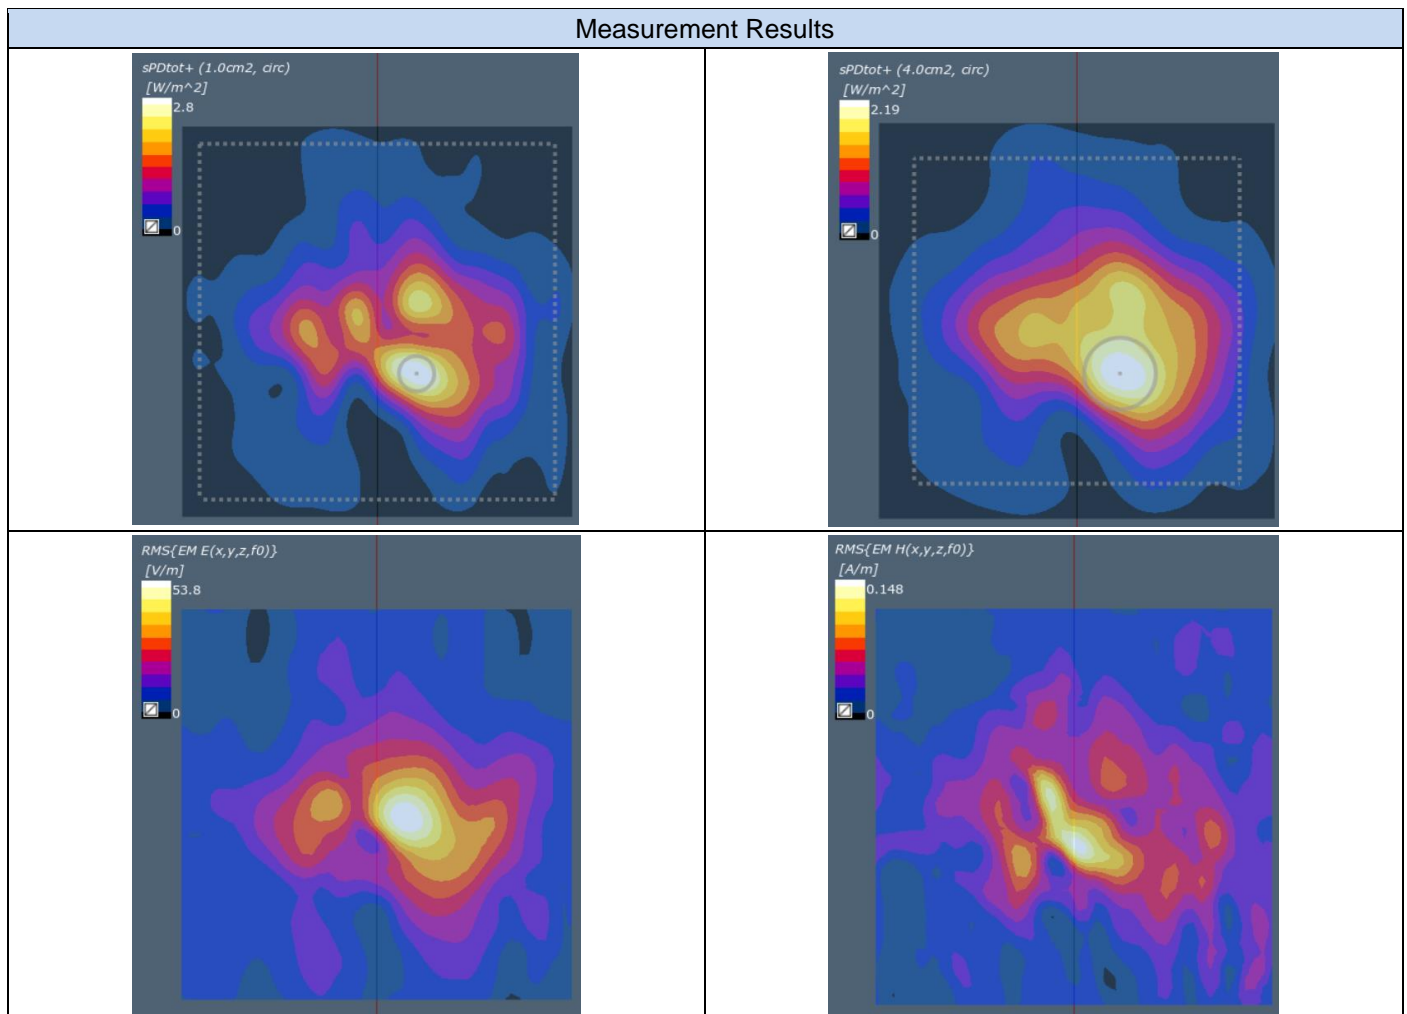 Measurement Results
sPDtot+ (1.0cm2, circ)
[W/m^2]
2.8
0
sPDtot+ (4.0cm2, circ)
[W/m^2]
2.19
0
RMS{EM E(x,y,z,f0)}
[V/m]
53.8
0
RMS{EM H(x,y,z,f0)}
[A/m]
0.148
0